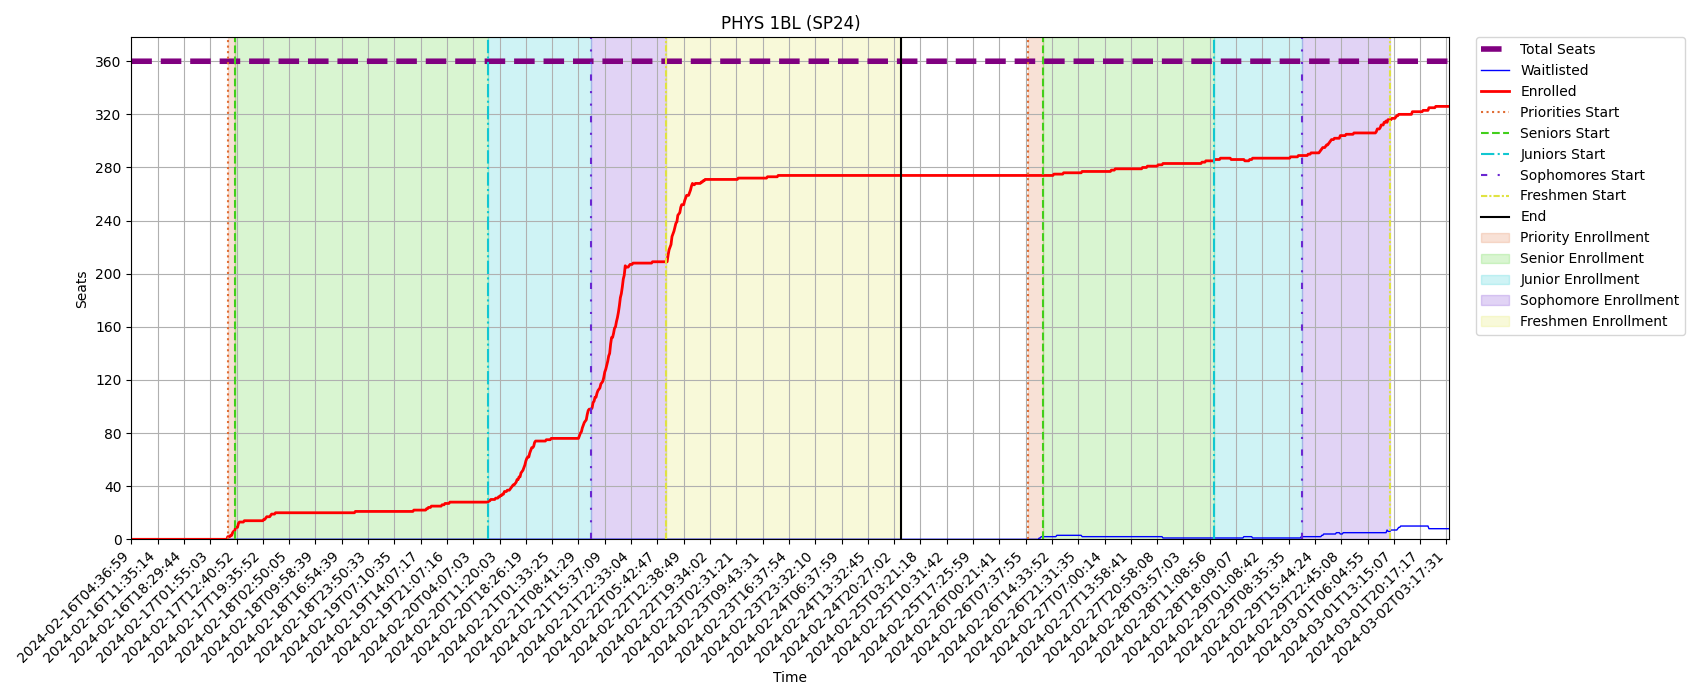 PHYS 1BL (SP24)
Seats
360
320
280
240
200
160
120
80
40
0
2024-02-16T04:36:59
2024-02-16T11:35:14
2024-02-16T18:29:44
2024-02-17T01:55:03
2024-02-17T12:40:52
2024-02-17T19:35:52
2024-02-18T02:50:05
2024-02-18T09:58:39
2024-02-18T16:54:39
2024-02-18T23:50:33
2024-02-19T07:10:35
2024-02-19T14:07:17
2024-02-19T21:07:16
2024-02-20T04:07:03
2024-02-20T11:20:03
2024-02-20T18:26:19
2024-02-21T01:33:25
2024-02-21T08:41:29
2024-02-21T15:37:09
2024-02-21T22:33:04
2024-02-22T05:42:47
2024-02-22T12:38:49
2024-02-22T19:34:02
2024-02-23T02:31:21
2024-02-23T09:43:31
2024-02-23T16:37:54
2024-02-23T23:32:10
2024-02-24T06:37:59
2024-02-24T13:32:45
2024-02-24T20:27:02
2024-02-25T03:21:18
2024-02-25T10:31:42
2024-02-25T17:25:59
2024-02-26T00:21:41
2024-02-26T07:37:55
2024-02-26T14:33:52
2024-02-26T21:31:35
2024-02-27T07:00:14
2024-02-27T13:58:41
2024-02-27T20:58:08
2024-02-28T03:57:03
2024-02-28T11:08:56
2024-02-28T18:09:07
2024-02-29T01:08:42
2024-02-29T08:35:35
2024-02-29T15:44:24
2024-02-29T22:45:08
2024-03-01T06:04:55
2024-03-01T13:15:07
2024-03-01T20:17:17
2024-03-02T03:17:31
Time
Total Seats
Waitlisted
Enrolled
Priorities Start
Seniors Start
Juniors Start
Sophomores Start
Freshmen Start
End
Priority Enrollment
Senior Enrollment
Junior Enrollment
Sophomore Enrollment
Freshmen Enrollment